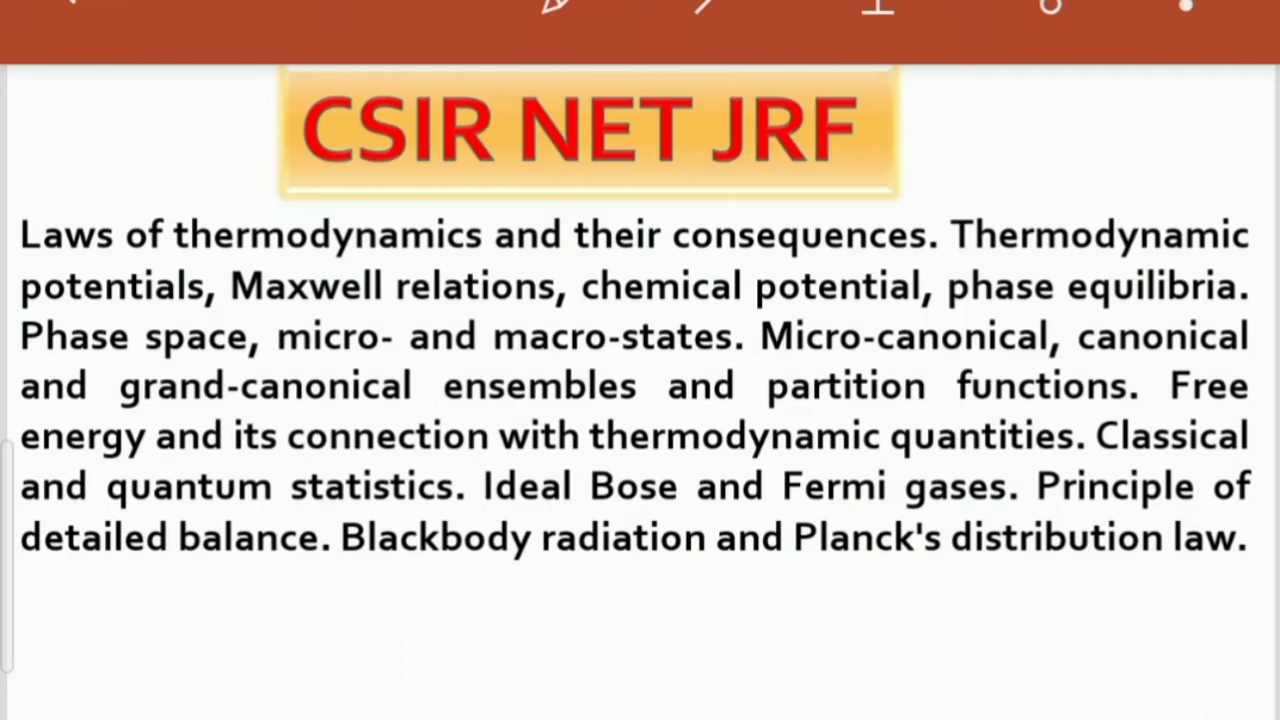 CSIR NET JRF
Laws of thermodynamics and their consequences. Thermodynamic
potentials, Maxwell relations, chemical potential, phase equilibria.
Phase space, micro- and macro-states. Micro-canonical, canonical
and grand-canonical ensembles and partition functions. Free
energy and its connection with thermodynamic quantities. Classical
and quantum statistics. Ideal Bose and Fermi gases. Principle of
detailed balance. Blackbody radiation and Planck's distribution law.